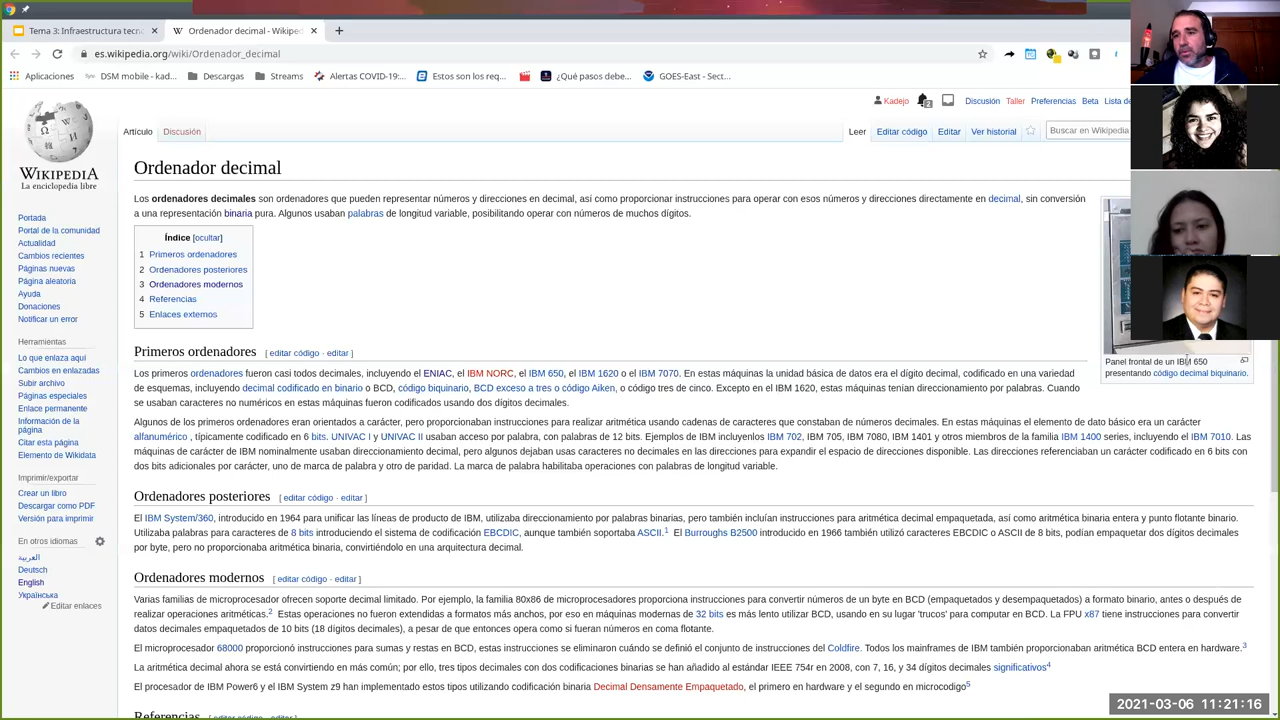 Tema 3: Infraestructura tecn
Ordenador decimal - Wikiped
es.wikipedia.org/wiki/Ordenador_decimal
Aplicaciones
DSM mobile - kad...
Descargas
Streams
Alertas COVID-19:...
Estos son los req...
¿Qué pasos debe...
GOES-East - Sect...
Kadejo
2
Discusión
Taller
Preferencias
Beta
Lista de
Artículo
Discusión
Leer
Editar código
Editar
Ver historial
Buscar en Wikipedia
WIKIPEDIA
La enciclopedia libre
Portada
Portal de la comunidad
Actualidad
Cambios recientes
Páginas nuevas
Página aleatoria
Ayuda
Donaciones
Notificar un error
Herramientas
Lo que enlaza aquí
Cambios en enlazadas
Subir archivo
Páginas especiales
Enlace permanente
Información de la
página
Citar esta página
Elemento de Wikidata
Imprimir/exportar
Crear un libro
Descargar como PDF
Versión para imprimir
En otros idiomas
العربية
Deutsch
English
Українська
Editar enlaces
Ordenador decimal
Los ordenadores decimales son ordenadores que pueden representar números y direcciones en decimal, así como proporcionar instrucciones para operar con esos números y direcciones directamente en decimal, sin conversión
a una representación binaria pura. Algunos usaban palabras de longitud variable, posibilitando operar con números de muchos dígitos.
Índice [ocultar]
1 Primeros ordenadores
2 Ordenadores posteriores
3 Ordenadores modernos
4 Referencias
5 Enlaces externos
Panel frontal de un IBM 650
presentando código decimal biquinario.
Primeros ordenadores [ editar código · editar ]
Los primeros ordenadores fueron casi todos decimales, incluyendo el ENIAC, el IBM NORC, el IBM 650, el IBM 1620 o el IBM 7070. En estas máquinas la unidad básica de datos era el dígito decimal, codificado en una variedad
de esquemas, incluyendo decimal codificado en binario o BCD, código biquinario, BCD exceso a tres o código Aiken, o código tres de cinco. Excepto en el IBM 1620, estas máquinas tenían direccionamiento por palabras. Cuando
se usaban caracteres no numéricos en estas máquinas fueron codificados usando dos dígitos decimales.
Algunos de los primeros ordenadores eran orientados a carácter, pero proporcionaban instrucciones para realizar aritmética usando cadenas de caracteres que constaban de números decimales. En estas máquinas el elemento de dato básico era un carácter
alfanumérico , típicamente codificado en 6 bits. UNIVAC I y UNIVAC II usaban acceso por palabra, con palabras de 12 bits. Ejemplos de IBM incluyenlos IBM 702, IBM 705, IBM 7080, IBM 1401 y otros miembros de la familia IBM 1400 series, incluyendo el IBM 7010. Las
máquinas de carácter de IBM nominalmente usaban direccionamiento decimal, pero algunos dejaban usas caracteres no decimales en las direcciones para expandir el espacio de direcciones disponible. Las direcciones referenciaban un carácter codificado en 6 bits con
dos bits adicionales por carácter, uno de marca de palabra y otro de paridad. La marca de palabra habilitaba operaciones con palabras de longitud variable.
Ordenadores posteriores [ editar código · editar ]
El IBM System/360, introducido en 1964 para unificar las líneas de producto de IBM, utilizaba direccionamiento por palabras binarias, pero también incluían instrucciones para aritmética decimal empaquetada, así como aritmética binaria entera y punto flotante binario.
Utilizaba palabras para caracteres de 8 bits introduciendo el sistema de codificación EBCDIC, aunque también soportaba ASCII.1 El Burroughs B2500 introducido en 1966 también utilizó caracteres EBCDIC o ASCII de 8 bits, podían empaquetar dos dígitos decimales
por byte, pero no proporcionaba aritmética binaria, convirtiéndolo en una arquitectura decimal.
Ordenadores modernos [ editar código · editar ]
Varias familias de microprocesador ofrecen soporte decimal limitado. Por ejemplo, la familia 80x86 de microprocesadores proporciona instrucciones para convertir números de un byte en BCD (empaquetados y desempaquetados) a formato binario, antes o después de
realizar operaciones aritméticas.2 Estas operaciones no fueron extendidas a formatos más anchos, por eso en máquinas modernas de 32 bits es más lento utilizar BCD, usando en su lugar 'trucos' para computar en BCD. La FPU x87 tiene instrucciones para convertir
datos decimales empaquetados de 10 bits (18 dígitos decimales), a pesar de que entonces opera como si fueran números en coma flotante.
El microprocesador 68000 proporcionó instrucciones para sumas y restas en BCD, estas instrucciones se eliminaron cuándo se definió el conjunto de instrucciones del Coldfire. Todos los mainframes de IBM también proporcionaban aritmética BCD entera en hardware.3
La aritmética decimal ahora se está convirtiendo en más común; por ello, tres tipos decimales con dos codificaciones binarias se han añadido al estándar IEEE 754r en 2008, con 7, 16, y 34 dígitos decimales significativos4
El procesador de IBM Power6 y el IBM System z9 han implementado estos tipos utilizando codificación binaria Decimal Densamente Empaquetado, el primero en hardware y el segundo en microcodigo5
Referencias [ editar código · editar ]
2021-03-06 11:21:16